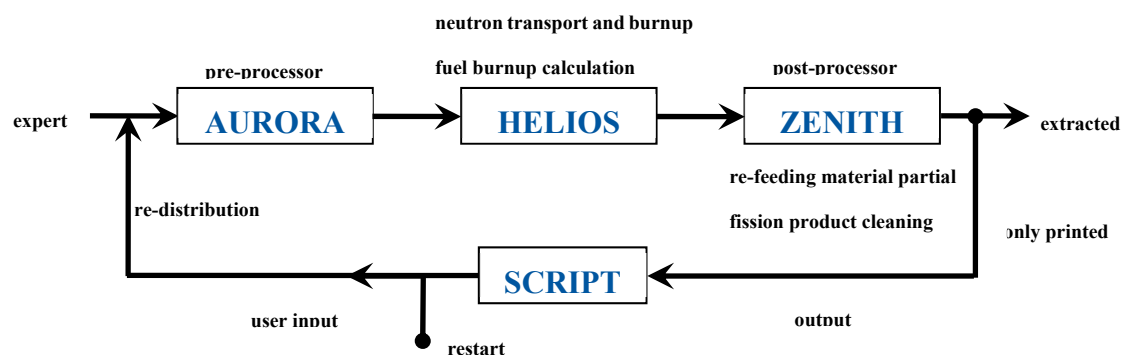 neutron transport and burnup
pre-processor
fuel burnup calculation
post-processor
expert
AURORA
HELIOS
ZENITH
extracted
re-feeding material partial
re-distribution
fission product cleaning
only printed
SCRIPT
user input
output
restart